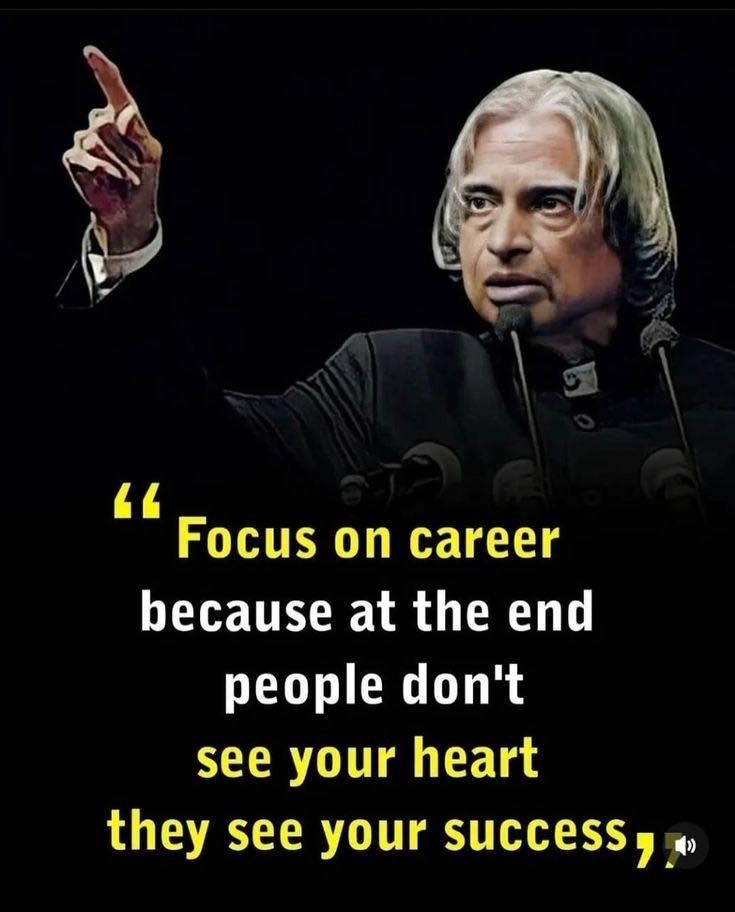 “ Focus on career
because at the end
people don't
see your heart
they see your success „